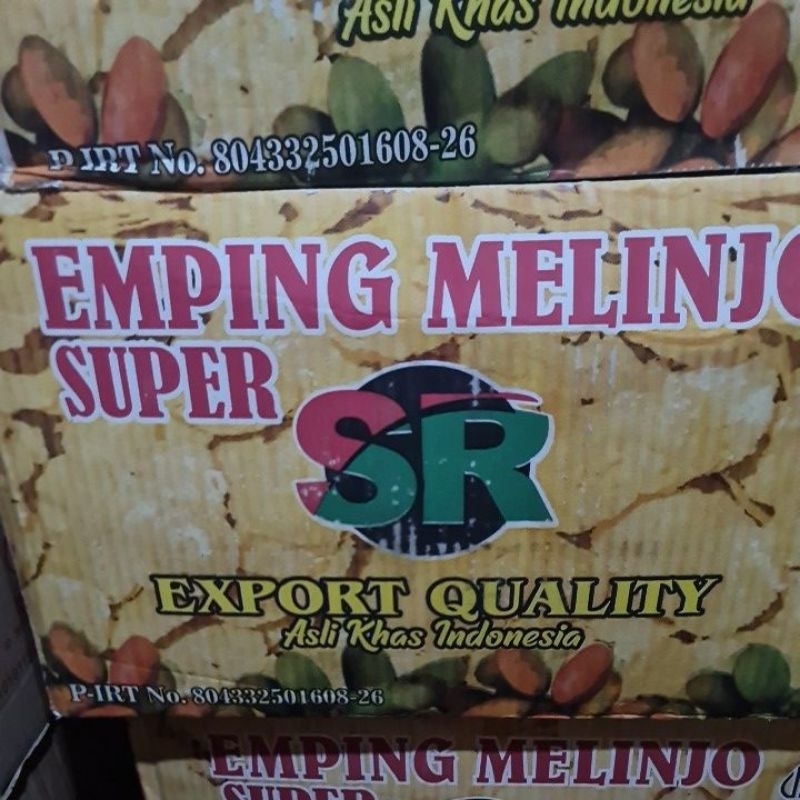 Asli Khas Indonesia
P-IRT No. 804332501608-26
EMPING MELINJO
SUPER
SR
EXPORT QUALITY
Asli Khas Indonesia
P-IRT No. 804332501608-26
EMPING MELINJO
SUPER